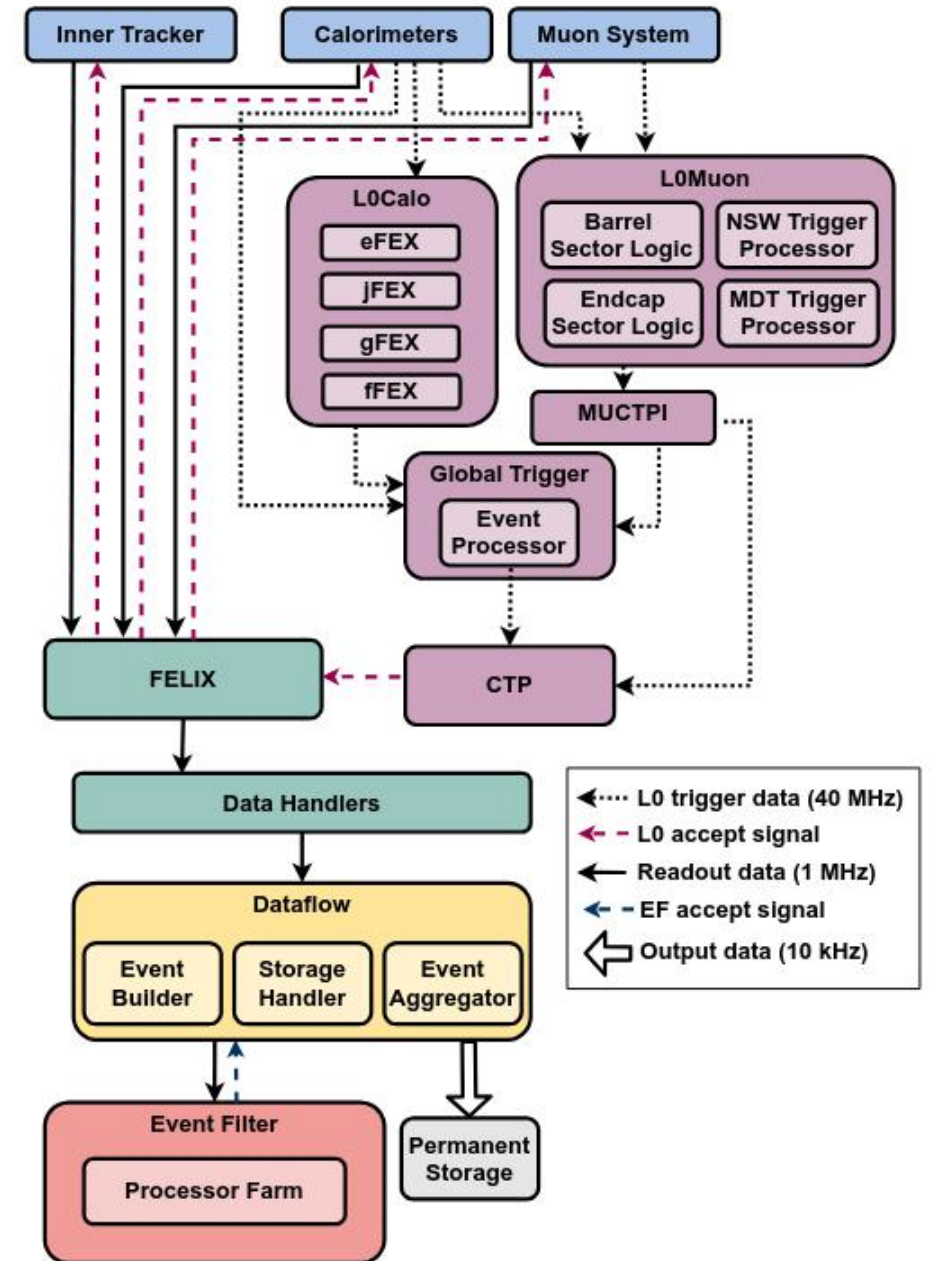 Inner Tracker
Calorimeters
Muon System
L0Calo
eFEX
jFEX
gFEX
fFEX
L0Muon
Barrel
Sector Logic
NSW Trigger
Processor
Endcap
Sector Logic
MDT Trigger
Processor
MUCTPI
Global Trigger
Event
Processor
FELIX
CTP
Data Handlers
Dataflow
Event
Builder
Storage
Handler
Event
Aggregator
Event Filter
Processor Farm
Permanent
Storage
L0 trigger data (40 MHz)
L0 accept signal
Readout data (1 MHz)
EF accept signal
Output data (10 kHz)